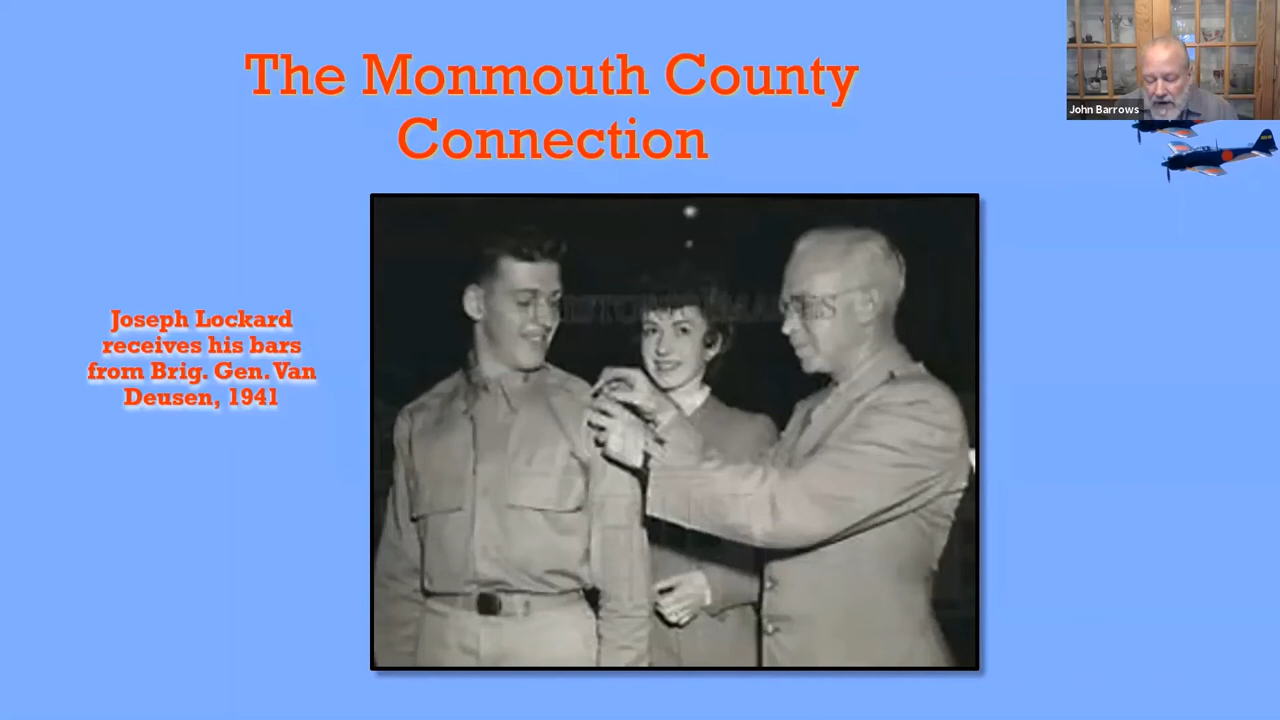 The Monmouth County
Connection
John Barrows
Joseph Lockard
receives his bars
from Brig. Gen. Van
Deusen, 1941